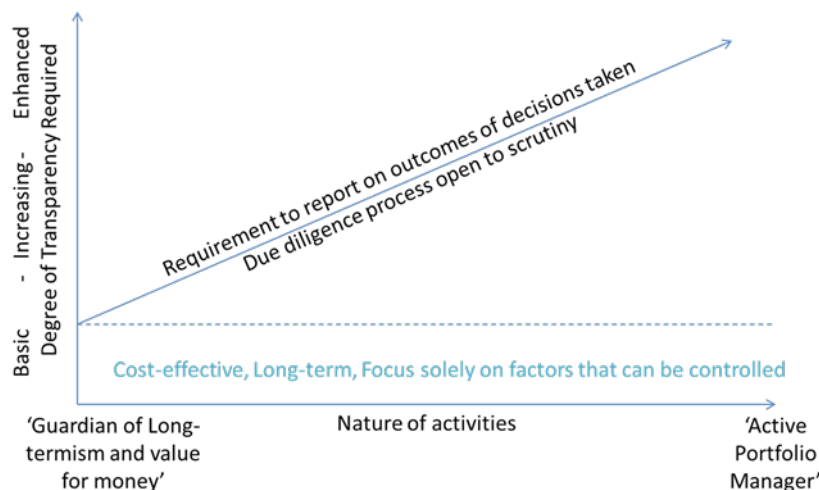 Basic - Increasing - Enhanced
Degree of Transparency Required
Requirement to report on outcomes of decisions taken
Due diligence process open to scrutiny
Cost-effective, Long-term, Focus solely on factors that can be controlled
‘Guardian of Long-
termism and value
for money’
Nature of activities
‘Active
Portfolio
Manager’